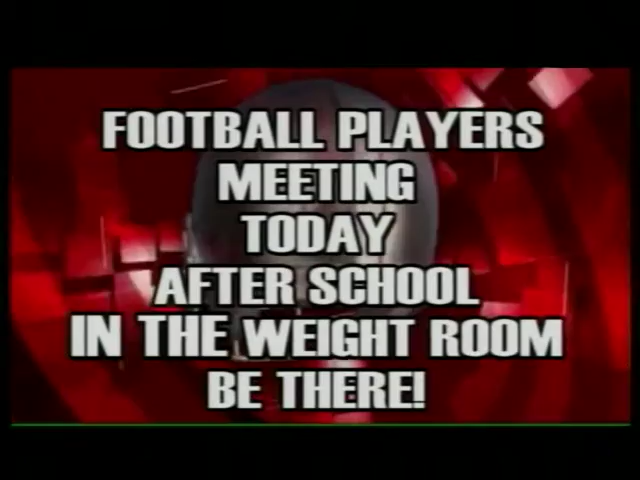 FOOTBALL PLAYERS
MEETING
TODAY
AFTER SCHOOL
IN THE WEIGHT ROOM
BE THERE!